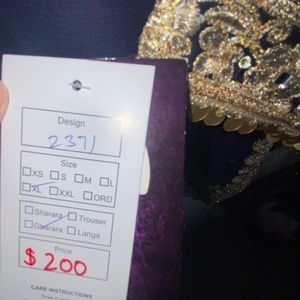 Design
2371
Size
☐XS ☐S ☐M ☐L
☐XL ☐XXL ☐ORD
☐Sharara ☐Trouser
☐Gharara ☐Langa
Price
$200
CARE INSTRUCTIONS